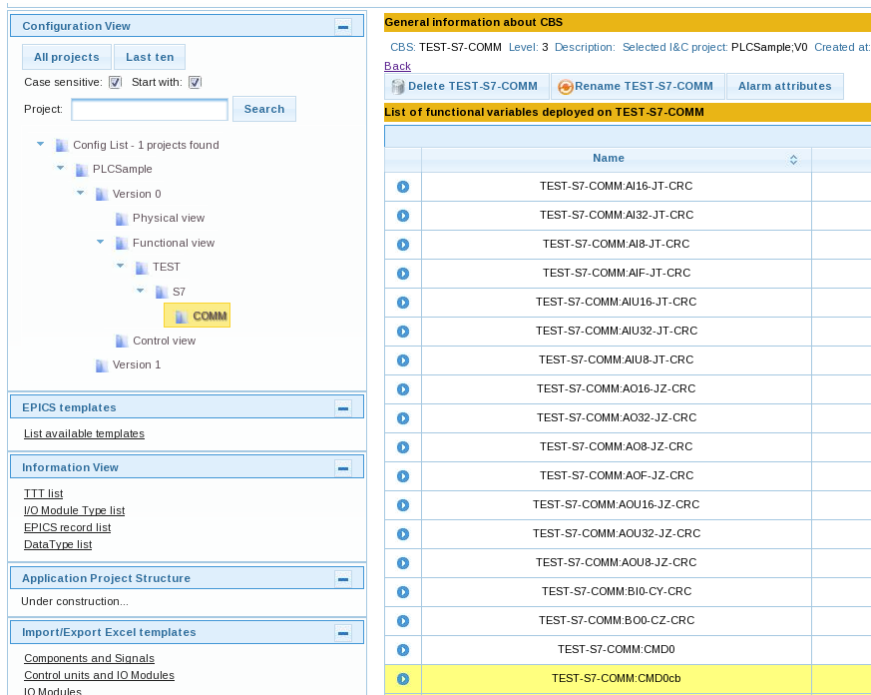 Configuration View
All projects
Last ten
Case sensitive:
Start with:
Project:
Search
Config List - 1 projects found
PLCSample
Version 0
Physical view
Functional view
TEST
S7
COMM
Control view
Version 1
EPICS templates
List available templates
Information View
TTT list
I/O Module Type list
EPICS record list
DataType list
Application Project Structure
Under construction...
Import/Export Excel templates
Components and Signals
Control units and IO Modules
IO Modules
General information about CBS
CBS: TEST-S7-COMM Level: 3 Description: Selected I&C project: PLCSample;V0 Created at:
Back
Delete TEST-S7-COMM
Rename TEST-S7-COMM
Alarm attributes
List of functional variables deployed on TEST-S7-COMM
Name
TEST-S7-COMM:AI16-JT-CRC
TEST-S7-COMM:AI32-JT-CRC
TEST-S7-COMM:AI8-JT-CRC
TEST-S7-COMM:AIF-JT-CRC
TEST-S7-COMM:AIU16-JT-CRC
TEST-S7-COMM:AIU32-JT-CRC
TEST-S7-COMM:AIU8-JT-CRC
TEST-S7-COMM:AO16-JZ-CRC
TEST-S7-COMM:AO32-JZ-CRC
TEST-S7-COMM:AO8-JZ-CRC
TEST-S7-COMM:AOF-JZ-CRC
TEST-S7-COMM:AOU16-JZ-CRC
TEST-S7-COMM:AOU32-JZ-CRC
TEST-S7-COMM:AOU8-JZ-CRC
TEST-S7-COMM:BI0-CY-CRC
TEST-S7-COMM:BO0-CZ-CRC
TEST-S7-COMM:CMD0
TEST-S7-COMM:CMD0cb